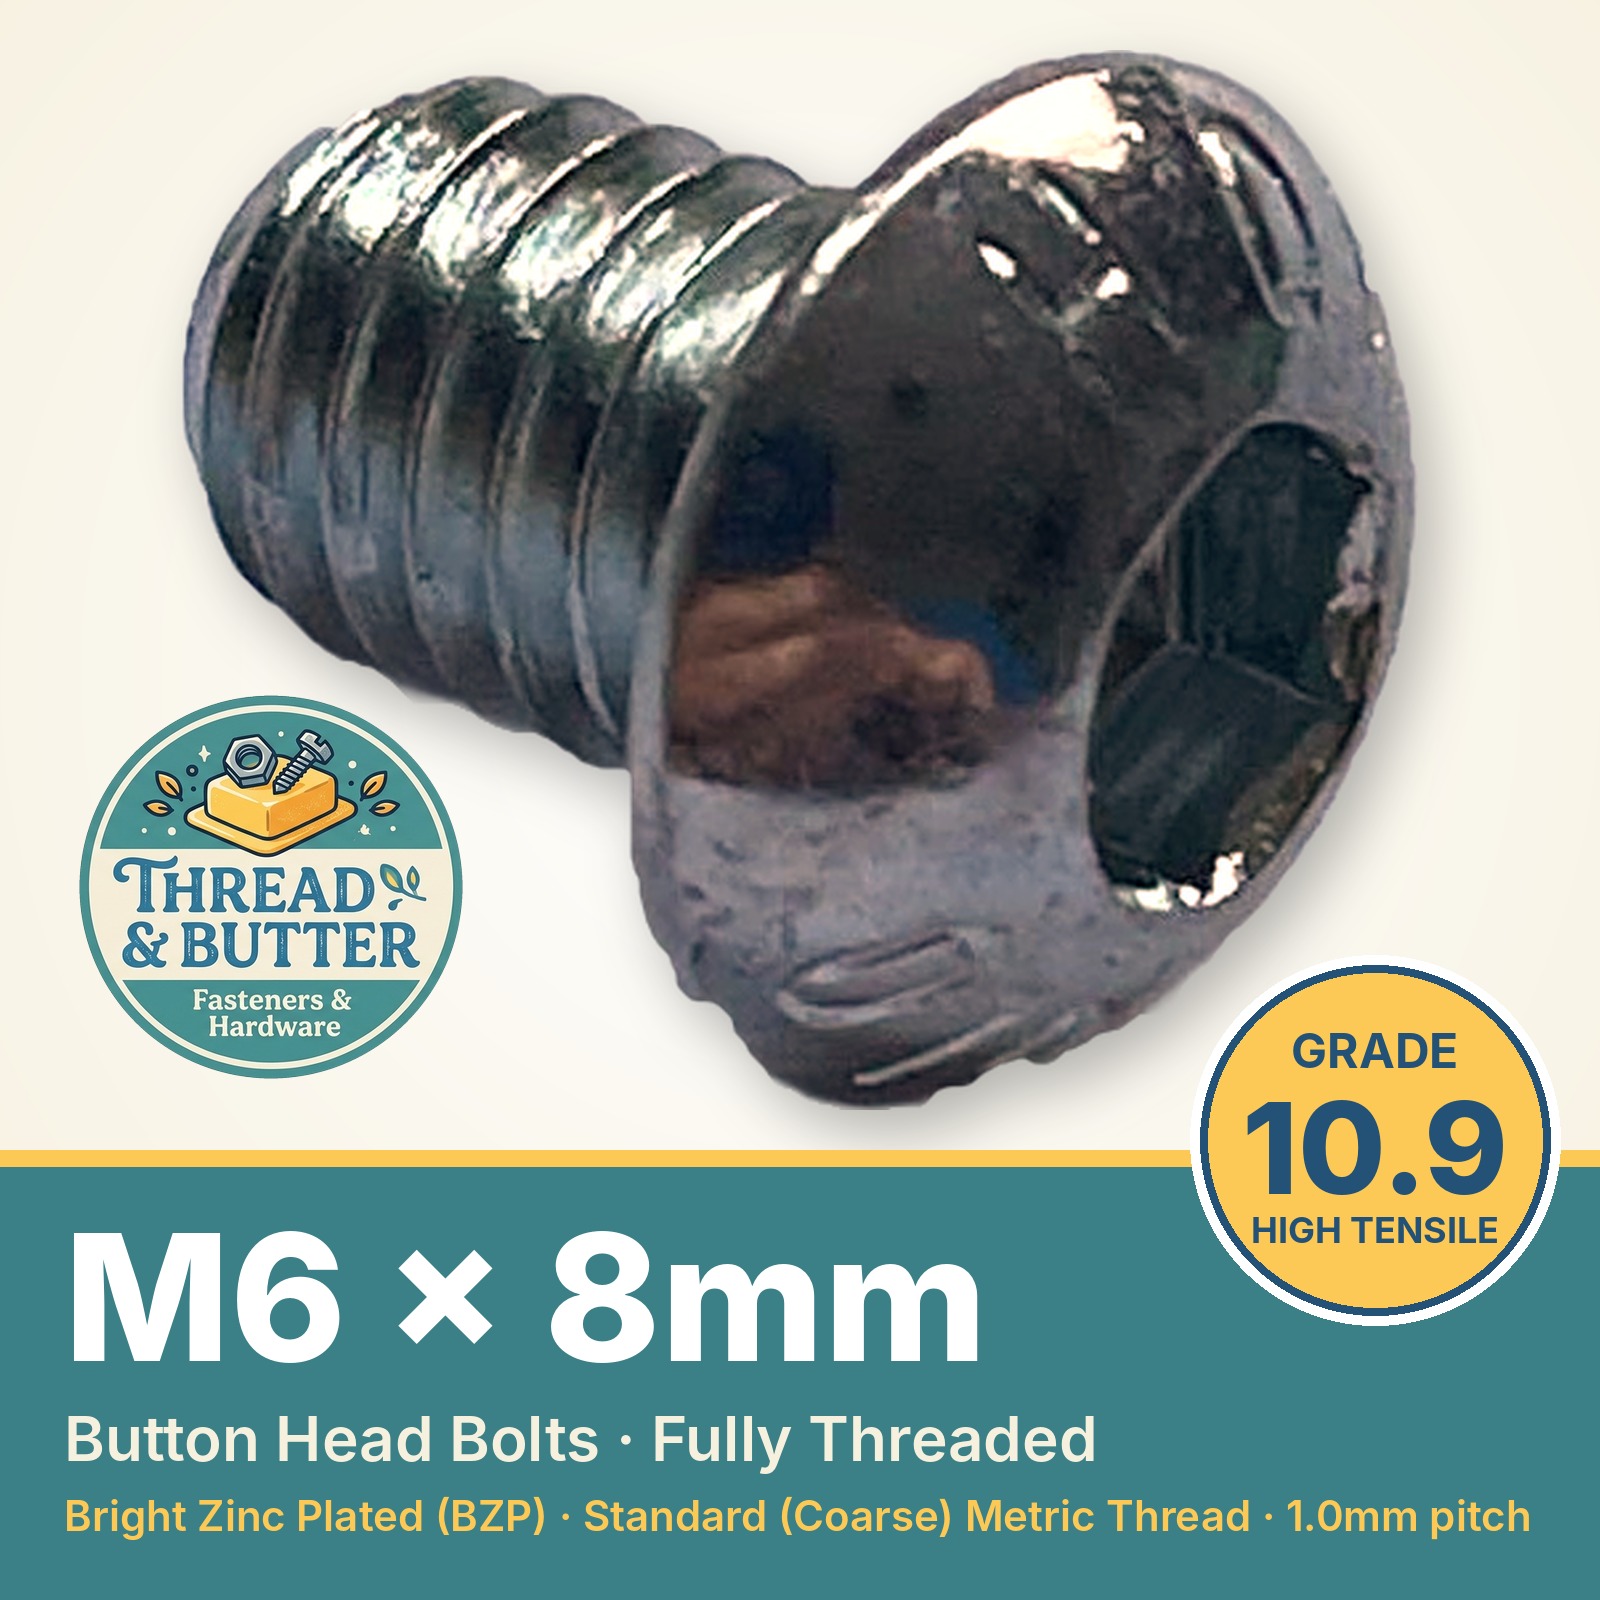 THREAD
& BUTTER
Fasteners &
Hardware
GRADE
10.9
HIGH TENSILE
M6 × 8mm
Button Head Bolts · Fully Threaded
Bright Zinc Plated (BZP) · Standard (Coarse) Metric Thread · 1.0mm pitch